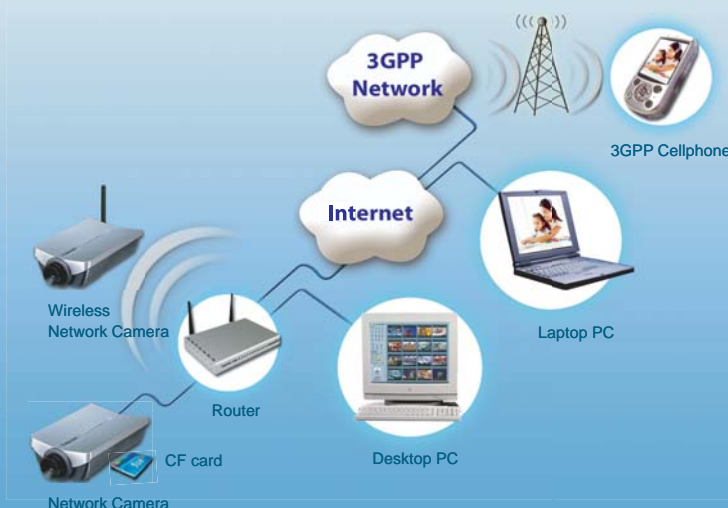 3GPP
Network
3GPP Cellphone
Internet
Wireless
Network Camera
Laptop PC
Router
CF card
Desktop PC
Network Camera